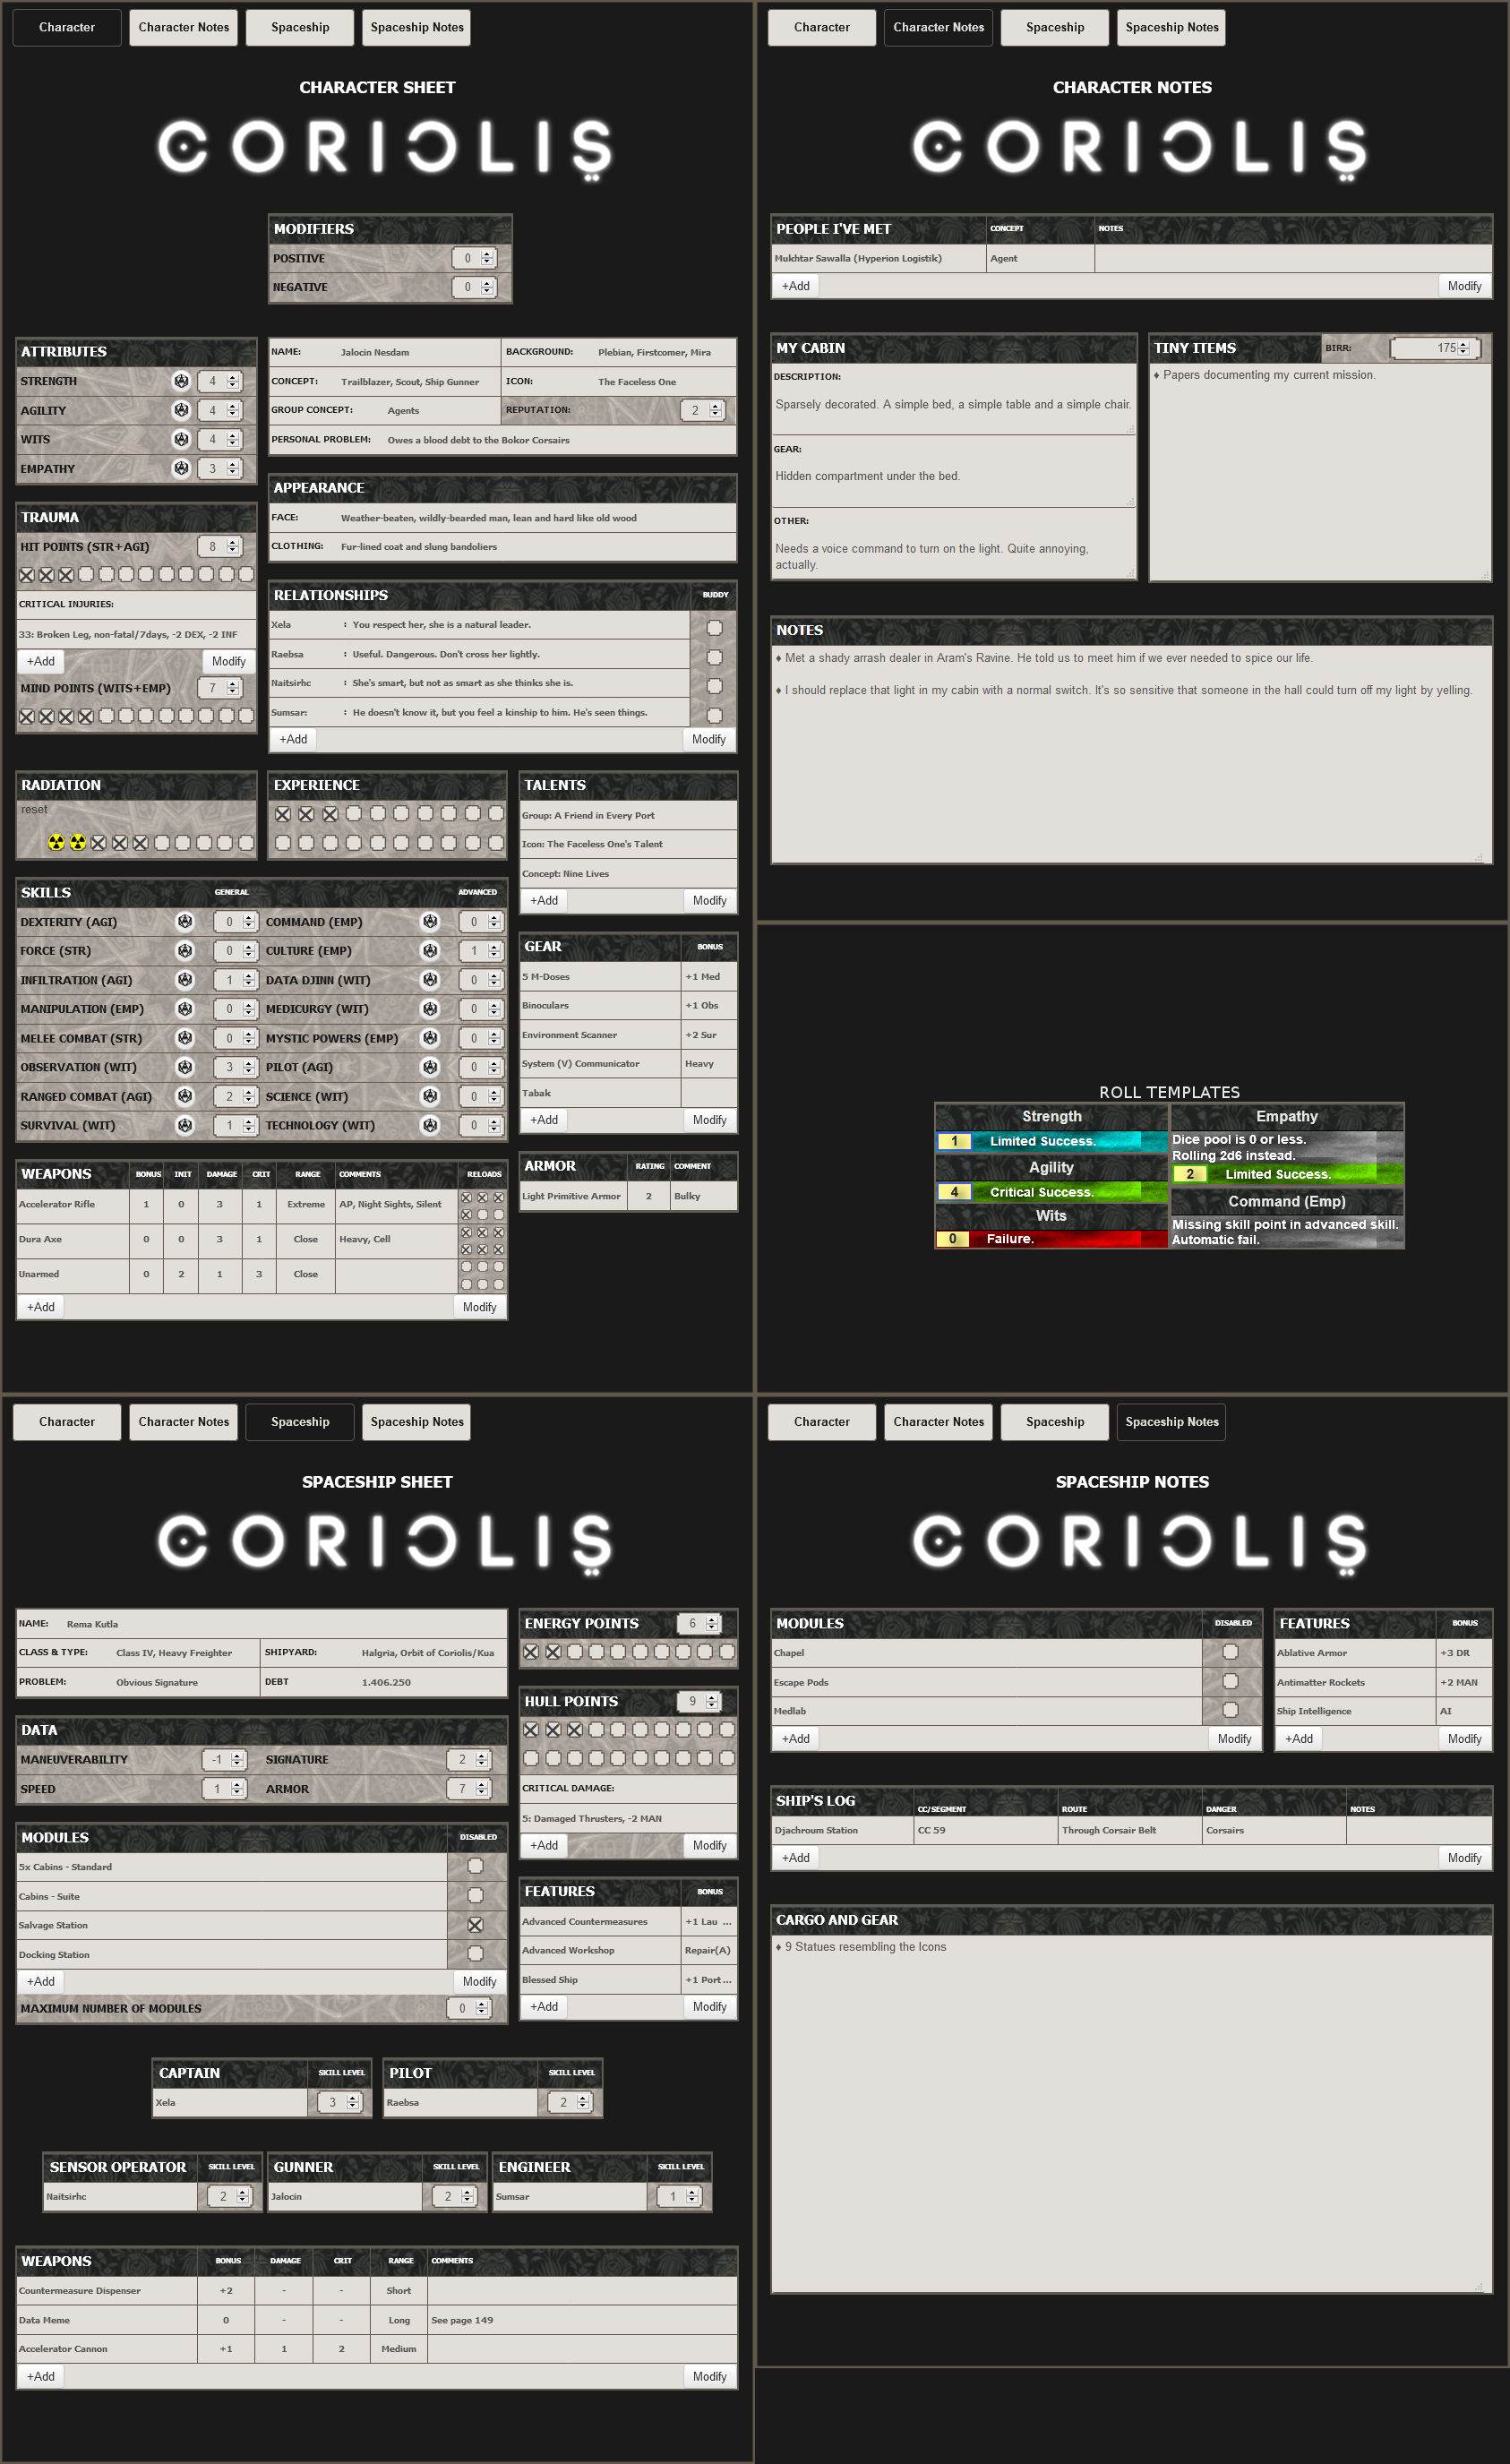 Character Character Notes Spaceship Spaceship Notes
CHARACTER SHEET
CORIOLIS
MODIFIERS
POSITIVE 0
NEGATIVE 0
ATTRIBUTES
STRENGTH 4
AGILITY 4
WITS 4
EMPATHY 3
NAME: Jalocin Nesdam BACKGROUND: Plebian, Firstcomer, Mira
CONCEPT: Trailblazer, Scout, Ship Gunner ICON: The Faceless One
GROUP CONCEPT: Agents REPUTATION: 2
PERSONAL PROBLEM: Owes a blood debt to the Bokor Corsairs
TRAUMA
HIT POINTS (STR+AGI) 8
CRITICAL INJURIES:
33: Broken Leg, non-fatal/7days, -2 DEX, -2 INF
+Add Modify
MIND POINTS (WITS+EMP) 7
APPEARANCE
FACE: Weather-beaten, wildly-bearded man, lean and hard like old wood
CLOTHING: Fur-lined coat and slung bandoliers
RELATIONSHIPS BUDDY
Xela : You respect her, she is a natural leader.
Raebsa : Useful. Dangerous. Don't cross her lightly.
Naitsirhc : She's smart, but not as smart as she thinks she is.
Sumsar: : He doesn't know it, but you feel a kinship to him. He's seen things.
+Add Modify
RADIATION
reset
EXPERIENCE
TALENTS
Group: A Friend in Every Port
Icon: The Faceless One's Talent
Concept: Nine Lives
+Add Modify
SKILLS GENERAL ADVANCED
DEXTERITY (AGI) 0 COMMAND (EMP) 0
FORCE (STR) 0 CULTURE (EMP) 1
INFILTRATION (AGI) 1 DATA DJINN (WIT) 0
MANIPULATION (EMP) 0 MEDICURGY (WIT) 0
MELEE COMBAT (STR) 0 MYSTIC POWERS (EMP) 0
OBSERVATION (WIT) 3 PILOT (AGI) 0
RANGED COMBAT (AGI) 2 SCIENCE (WIT) 0
SURVIVAL (WIT) 1 TECHNOLOGY (WIT) 0
GEAR BONUS
5 M-Doses +1 Med
Binoculars +1 Obs
Environment Scanner +2 Sur
System (V) Communicator Heavy
Tabak
+Add Modify
WEAPONS BONUS INIT DAMAGE CRIT RANGE COMMENTS RELOADS
Accelerator Rifle 1 0 3 1 Extreme AP, Night Sights, Silent
Dura Axe 0 0 3 1 Close Heavy, Cell
Unarmed 0 2 1 3 Close
+Add Modify
ARMOR RATING COMMENT
Light Primitive Armor 2 Bulky
Character Character Notes Spaceship Spaceship Notes
CHARACTER NOTES
CORIOLIS
PEOPLE I'VE MET CONCEPT NOTES
Mukhtar Sawalla (Hyperion Logistik) Agent
+Add Modify
MY CABIN
DESCRIPTION:
Sparsely decorated. A simple bed, a simple table and a simple chair.
GEAR:
Hidden compartment under the bed.
OTHER:
Needs a voice command to turn on the light. Quite annoying,
actually.
TINY ITEMS BIRR: 175
♦ Papers documenting my current mission.
NOTES
♦ Met a shady arrash dealer in Aram's Ravine. He told us to meet him if we ever needed to spice our life.
♦ I should replace that light in my cabin with a normal switch. It's so sensitive that someone in the hall could turn off my light by yelling.
ROLL TEMPLATES
Strength
1 Limited Success.
Agility
4 Critical Success.
Wits
0 Failure.
Empathy
Dice pool is 0 or less.
Rolling 2d6 instead.
2 Limited Success.
Command (Emp)
Missing skill point in advanced skill.
Automatic fail.
Character Character Notes Spaceship Spaceship Notes
SPACESHIP SHEET
CORIOLIS
NAME: Rema Kutla
CLASS & TYPE: Class IV, Heavy Freighter SHIPYARD: Halgria, Orbit of Coriolis/Kua
PROBLEM: Obvious Signature DEBT 1.406.250
ENERGY POINTS 6
DATA
MANEUVERABILITY -1 SIGNATURE 2
SPEED 1 ARMOR 7
HULL POINTS 9
CRITICAL DAMAGE:
5: Damaged Thrusters, -2 MAN
+Add Modify
MODULES DISABLED
5x Cabins - Standard
Cabins - Suite
Salvage Station
Docking Station
+Add Modify
MAXIMUM NUMBER OF MODULES 0
FEATURES BONUS
Advanced Countermeasures +1 Lau ...
Advanced Workshop Repair(A)
Blessed Ship +1 Port ...
+Add Modify
CAPTAIN SKILL LEVEL PILOT SKILL LEVEL
Xela 3 Raebsa 2
SENSOR OPERATOR SKILL LEVEL GUNNER SKILL LEVEL ENGINEER SKILL LEVEL
Naitsirhc 2 Jalocin 2 Sumsar 1
WEAPONS BONUS DAMAGE CRIT RANGE COMMENTS
Countermeasure Dispenser +2 - - Short
Data Meme 0 - - Long See page 149
Accelerator Cannon +1 1 2 Medium
+Add Modify
Character Character Notes Spaceship Spaceship Notes
SPACESHIP NOTES
CORIOLIS
MODULES DISABLED
Chapel
Escape Pods
Medlab
+Add Modify
FEATURES BONUS
Ablative Armor +3 DR
Antimatter Rockets +2 MAN
Ship Intelligence AI
+Add Modify
SHIP'S LOG CC/SEGMENT ROUTE DANGER NOTES
Djachroum Station CC 59 Through Corsair Belt Corsairs
+Add Modify
CARGO AND GEAR
♦ 9 Statues resembling the Icons